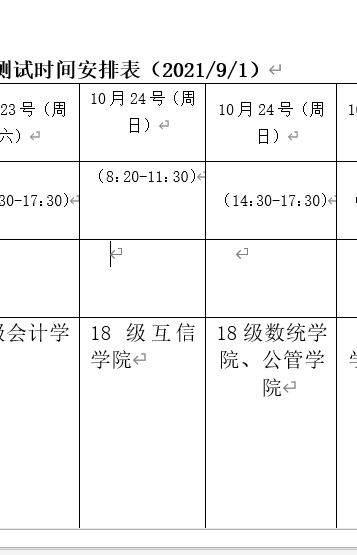 测试时间安排表（2021/9/1）
23号（周六）
10月24号（周日）
10月24号（周日）
10
30-17:30)
（8:20-11:30）
（14:30-17:30）
级会计学
18 级互信
学院
18级数统学
院、公管学
院